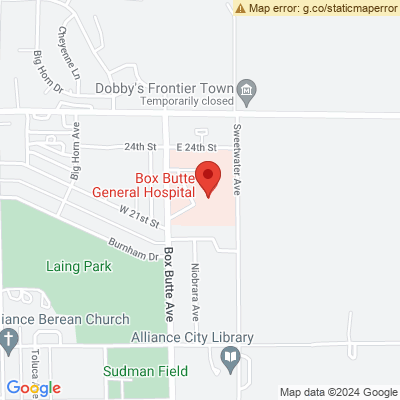 Map error: g.co/staticmaperror
Cheyenne Ln
Big Horn Dr
Dobby's Frontier Town
Temporarily closed
24th St
E 24th St
Big Horn Ave
Sweetwater Ave
Box Butte
General Hospital
W 21st St
Burnham Dr
Laing Park
Box Butte Ave
Niobrara Ave
lliance Berean Church
Alliance City Library
Toluca Ave
Sudman Field
Google
Map data ©2024 Google